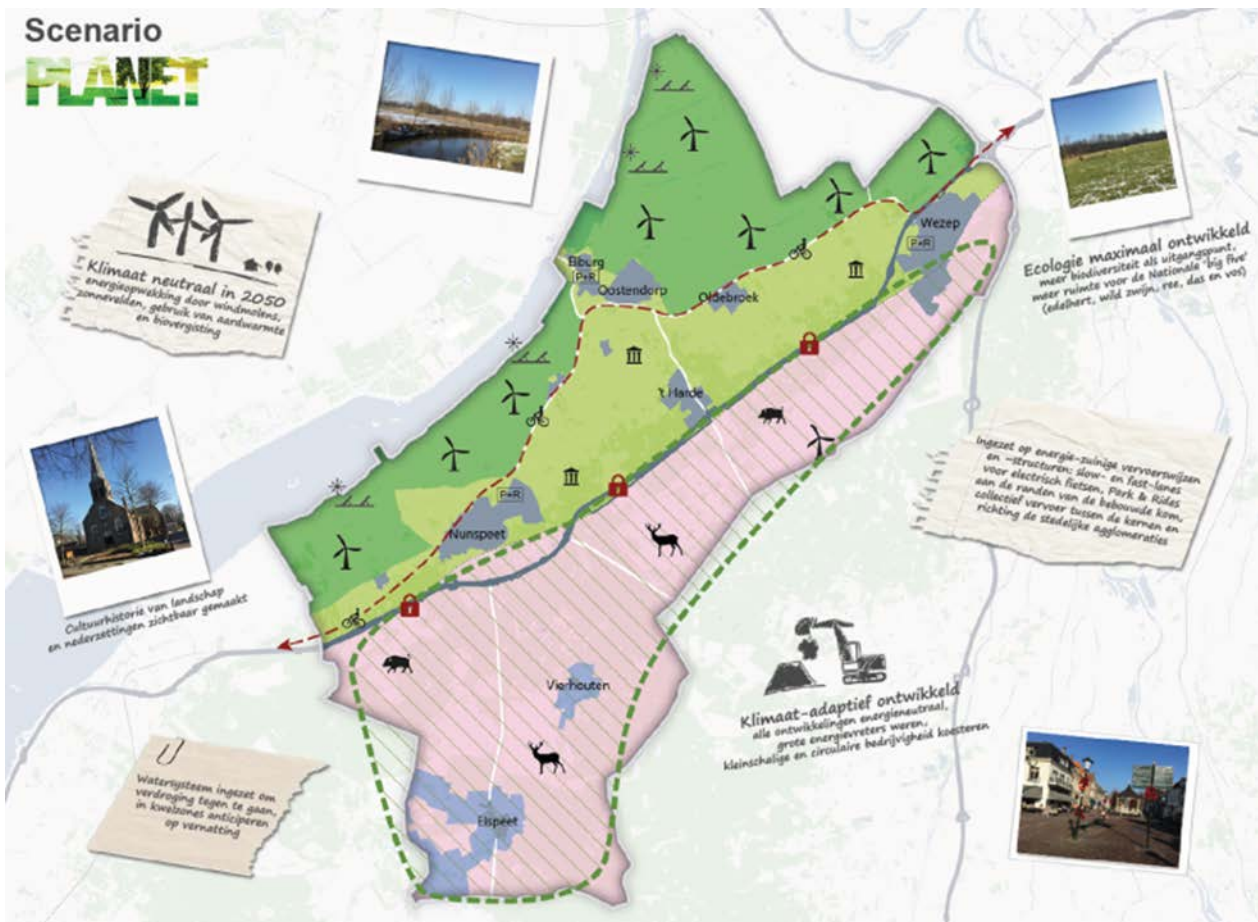 Scenario
PLANET
Klimaat neutraal in 2050
energieopwekking door windmolens,
zonnevelden, gebruik van aardwarmte
en biovergisting
Cultuurhistorie van landschap
en nederzettingen zichtbaar gemaakt
Watersysteem ingezet om
verdroging tegen te gaan,
in kwelzones anticiperen
op vernatting
Elburg
P+R
Oostendorp
Oldebroek
Wezep
P+R
't Harde
P+R
Nunspeet
Vierhouten
Elspeet
Ecologie maximaal ontwikkeld
meer biodiversiteit als uitgangspunt,
meer ruimte voor de Nationale 'big five'
(edelhert, wild zwijn, ree, das en vos)
Ingezet op energie-zuinige vervoerswijzen
en -structuren: slow- en fast-lanes
voor electrisch fietsen, Park & Rides
aan de randen van de bebouwde kom,
collectief vervoer tussen de kernen en
richting de stedelijke agglomeraties
Klimaat-adaptief ontwikkeld
alle ontwikkelingen energieneutraal,
grote energievreters weren,
kleinschalige en circulaire bedrijvigheid koesteren